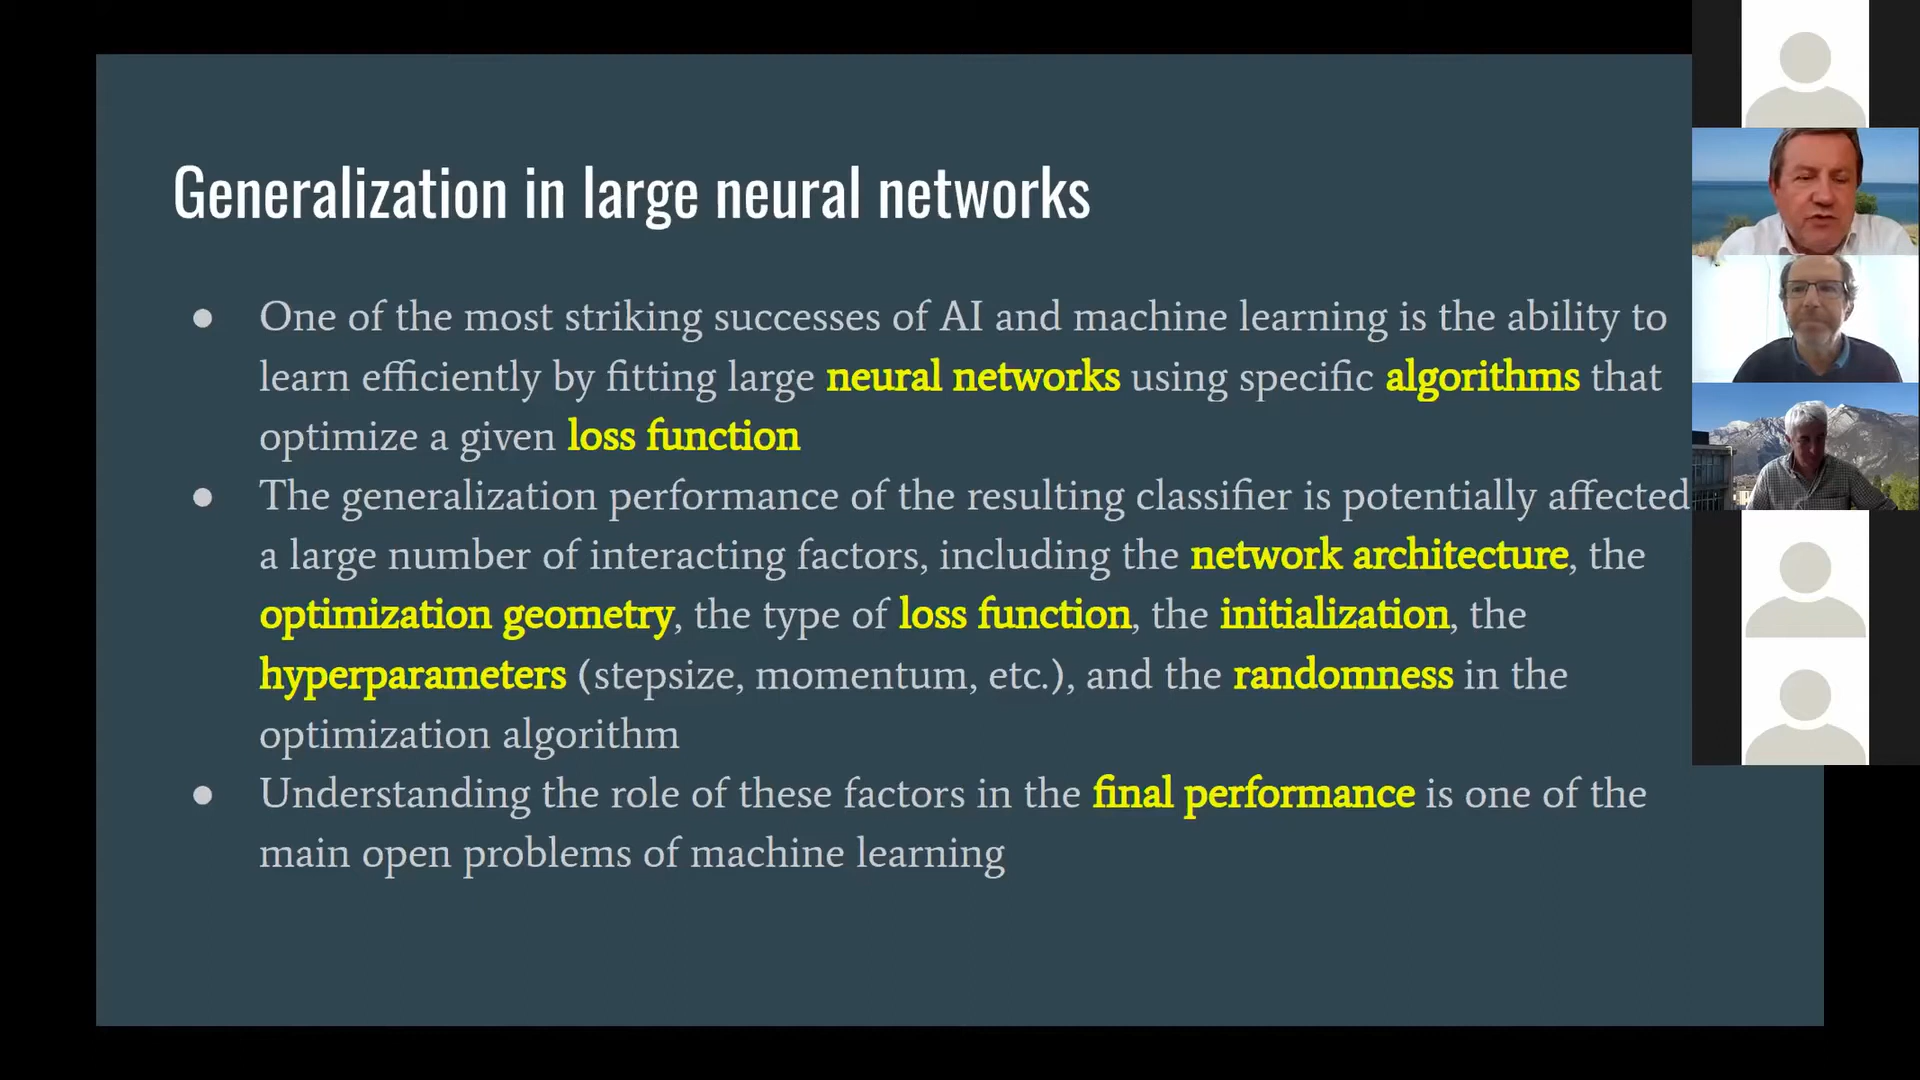 Generalization in large neural networks
● One of the most striking successes of AI and machine learning is the ability to
learn efficiently by fitting large neural networks using specific algorithms that
optimize a given loss function
● The generalization performance of the resulting classifier is potentially affected
a large number of interacting factors, including the network architecture, the
optimization geometry, the type of loss function, the initialization, the
hyperparameters (stepsize, momentum, etc.), and the randomness in the
optimization algorithm
● Understanding the role of these factors in the final performance is one of the
main open problems of machine learning